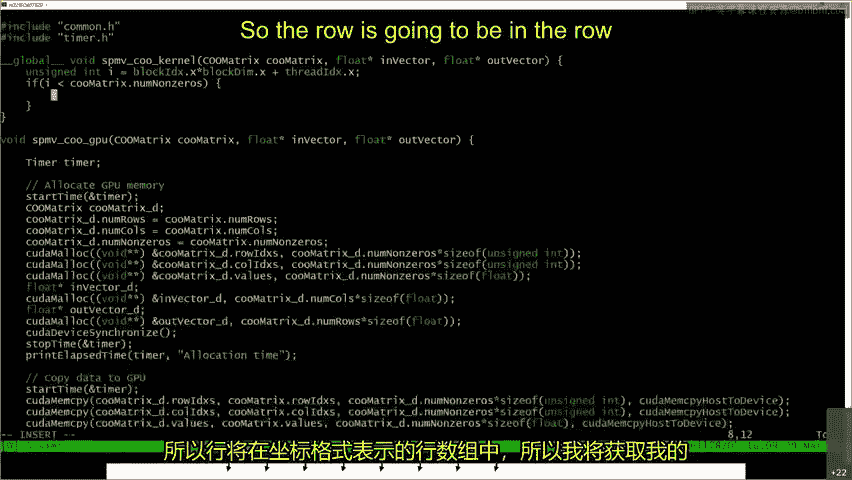 So the row is going to be in the row
#include "common.h"
#include "timer.h"
__global__ void spmv_coo_kernel(COOMatrix cooMatrix, float* inVector, float* outVector) {
    unsigned int i = blockIdx.x*blockDim.x + threadIdx.x;
    if(i < cooMatrix.numNonzeros) {
    }
}
void spmv_coo_gpu(COOMatrix cooMatrix, float* inVector, float* outVector) {
    Timer timer;
    // Allocate GPU memory
    startTime(&timer);
    COOMatrix cooMatrix_d;
    cooMatrix_d.numRows = cooMatrix.numRows;
    cooMatrix_d.numCols = cooMatrix.numCols;
    cooMatrix_d.numNonzeros = cooMatrix.numNonzeros;
    cudaMalloc((void**) &cooMatrix_d.rowIdxs, cooMatrix_d.numNonzeros*sizeof(unsigned int));
    cudaMalloc((void**) &cooMatrix_d.colIdxs, cooMatrix_d.numNonzeros*sizeof(unsigned int));
    cudaMalloc((void**) &cooMatrix_d.values, cooMatrix_d.numNonzeros*sizeof(float));
    float* inVector_d;
    cudaMalloc((void**) &inVector_d, cooMatrix_d.numCols*sizeof(float));
    float* outVector_d;
    cudaMalloc((void**) &outVector_d, cooMatrix_d.numRows*sizeof(float));
    cudaDeviceSynchronize();
    stopTime(&timer);
    printElapsedTime(timer, "Allocation time");
    // Copy data to GPU
    startTime(&timer);
    cudaMemcpy(cooMatrix_d.rowIdxs, cooMatrix.rowIdxs, cooMatrix_d.numNonzeros*sizeof(unsigned int), cudaMemcpyHostToDevice);
    cudaMemcpy(cooMatrix_d.colIdxs, cooMatrix.colIdxs, cooMatrix_d.numNonzeros*sizeof(unsigned int), cudaMemcpyHostToDevice);
    cudaMemcpy(cooMatrix_d.values, cooMatrix.values, cooMatrix_d.numNonzeros*sizeof(float), cudaMemcpyHostToDevice);
-- INSERT -- 8,12
所以行将在坐标格式表示的行数组中，所以我将获取我的
+22